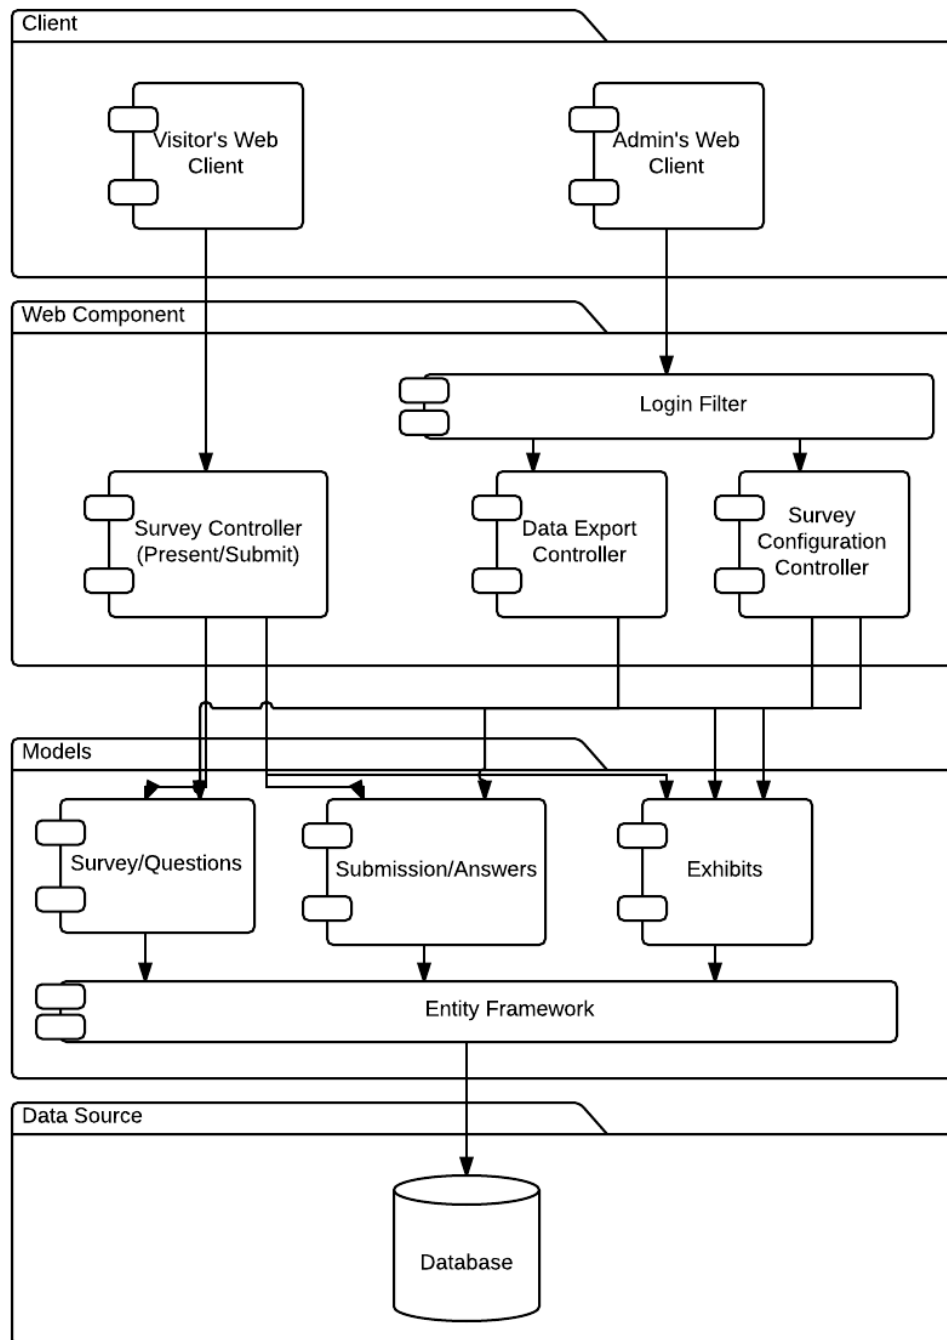 Client
Visitor's Web
Client
Admin's Web
Client
Web Component
Login Filter
Survey Controller
(Present/Submit)
Data Export
Controller
Survey
Configuration
Controller
Models
Survey/Questions
Submission/Answers
Exhibits
Entity Framework
Data Source
Database